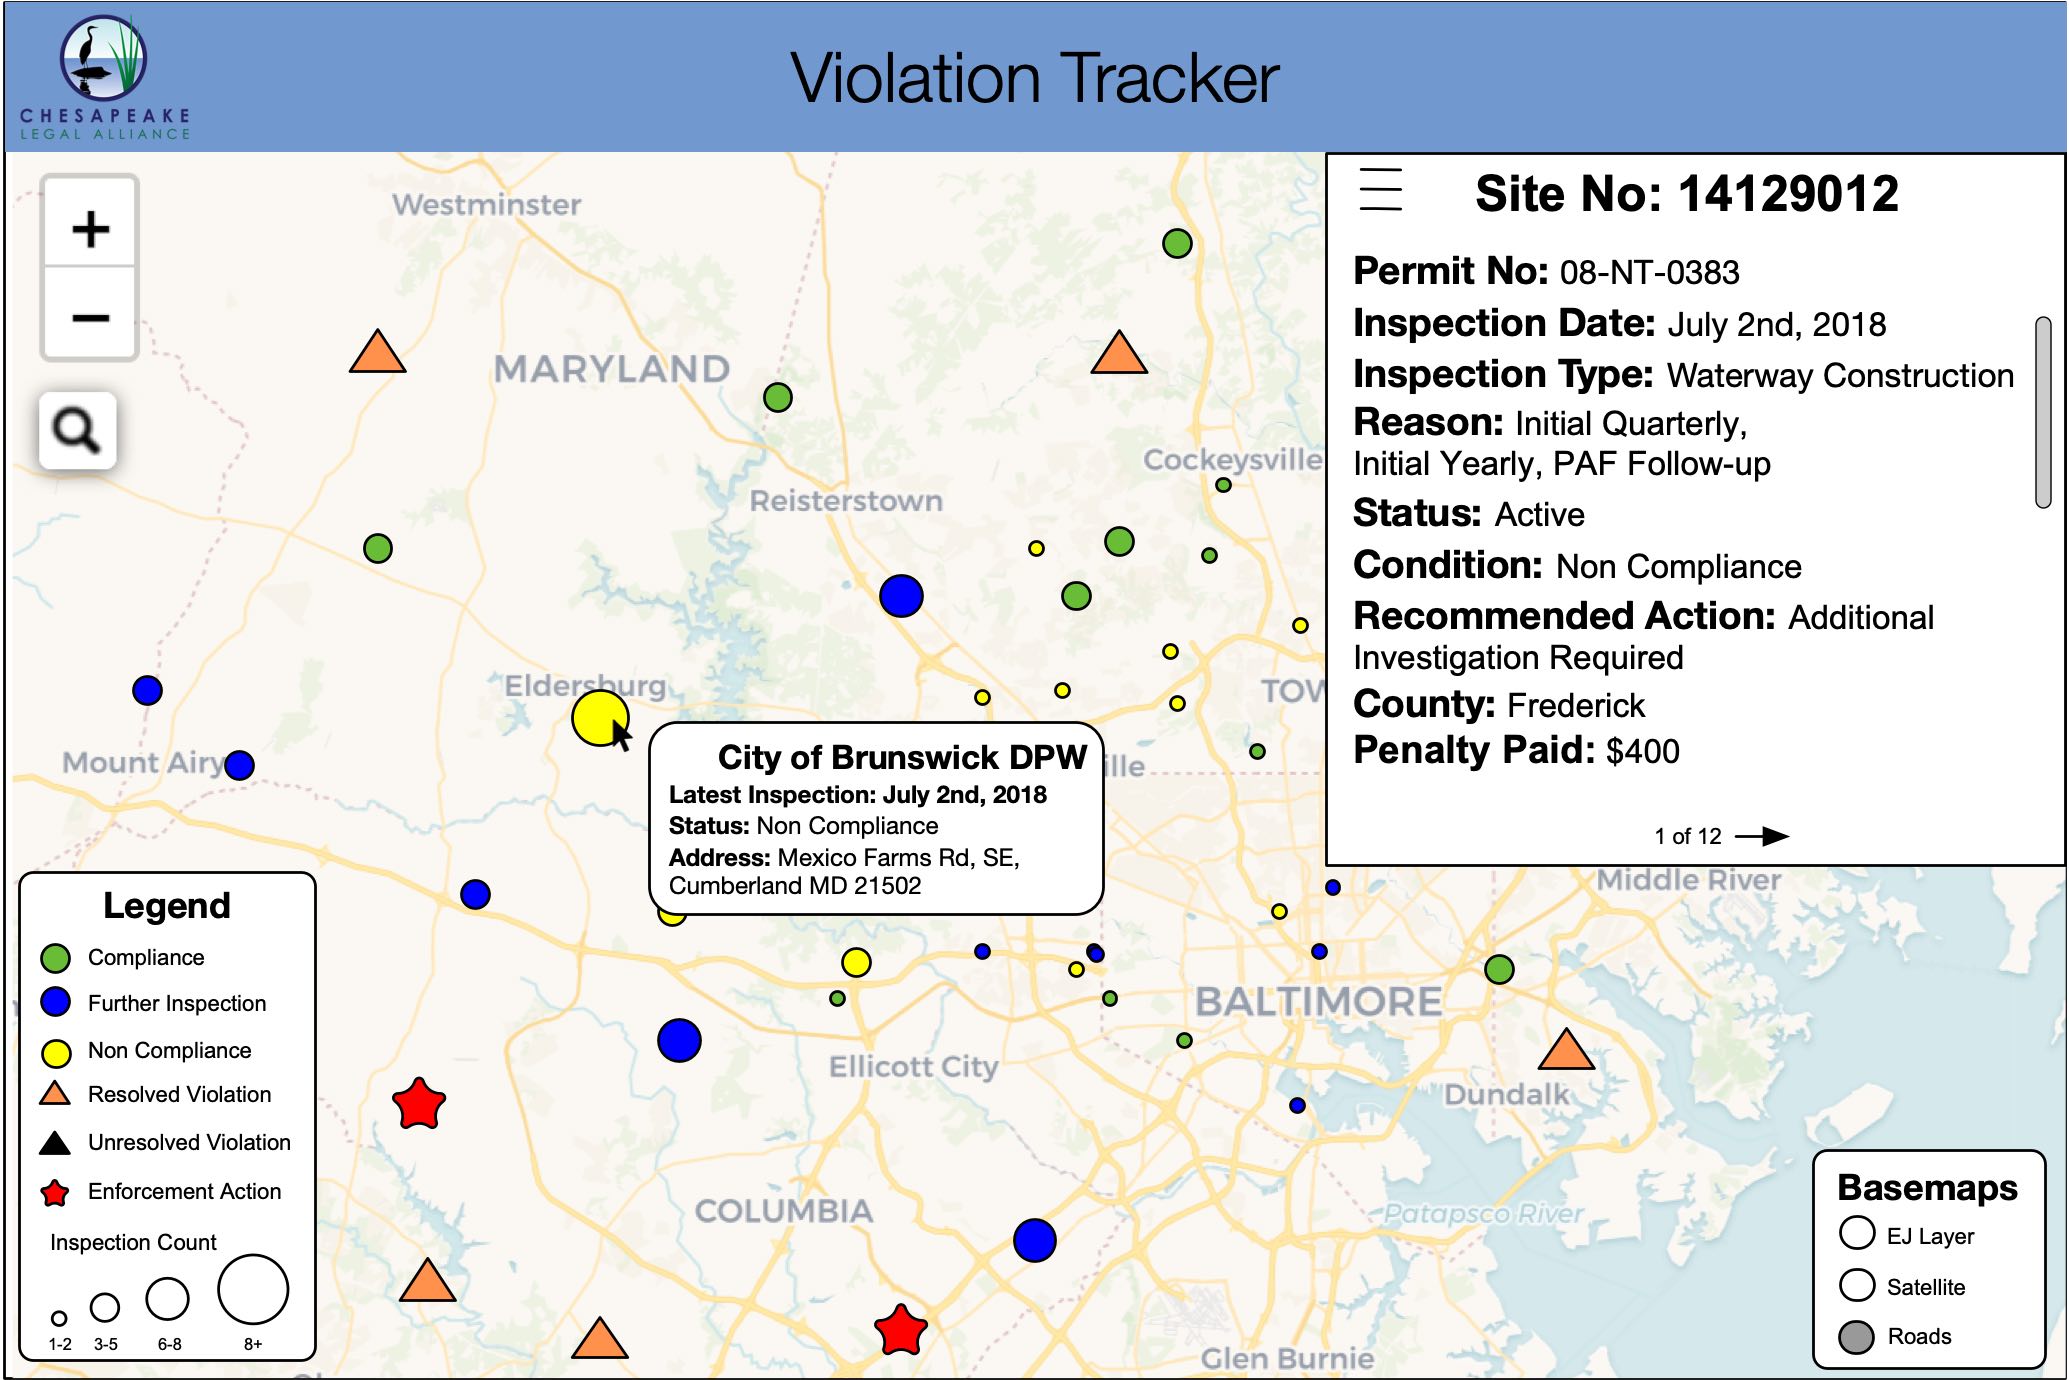 CHESAPEAKE
LEGAL ALLIANCE
Violation Tracker
+
−
Westminster
MARYLAND
Reisterstown
Cockeysville
Eldersburg
Mount Airy
TOW
ille
City of Brunswick DPW
Latest Inspection: July 2nd, 2018
Status: Non Compliance
Address: Mexico Farms Rd, SE,
Cumberland MD 21502
Site No: 14129012
Permit No: 08-NT-0383
Inspection Date: July 2nd, 2018
Inspection Type: Waterway Construction
Reason: Initial Quarterly,
Initial Yearly, PAF Follow-up
Status: Active
Condition: Non Compliance
Recommended Action: Additional
Investigation Required
County: Frederick
Penalty Paid: $400
1 of 12
Middle River
BALTIMORE
Ellicott City
Dundalk
COLUMBIA
Patapsco River
Glen Burnie
Legend
Compliance
Further Inspection
Non Compliance
Resolved Violation
Unresolved Violation
Enforcement Action
Inspection Count
1-2 3-5 6-8 8+
Basemaps
EJ Layer
Satellite
Roads